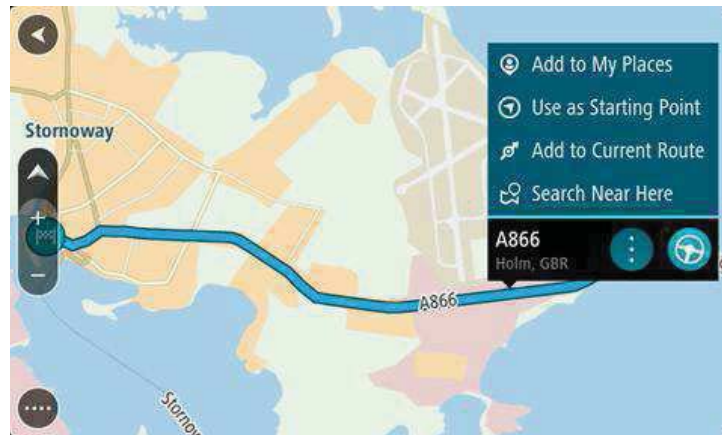 Add to My Places
Use as Starting Point
Add to Current Route
Search Near Here
Stornoway
A866
Holm, GBR
A866
Stornow